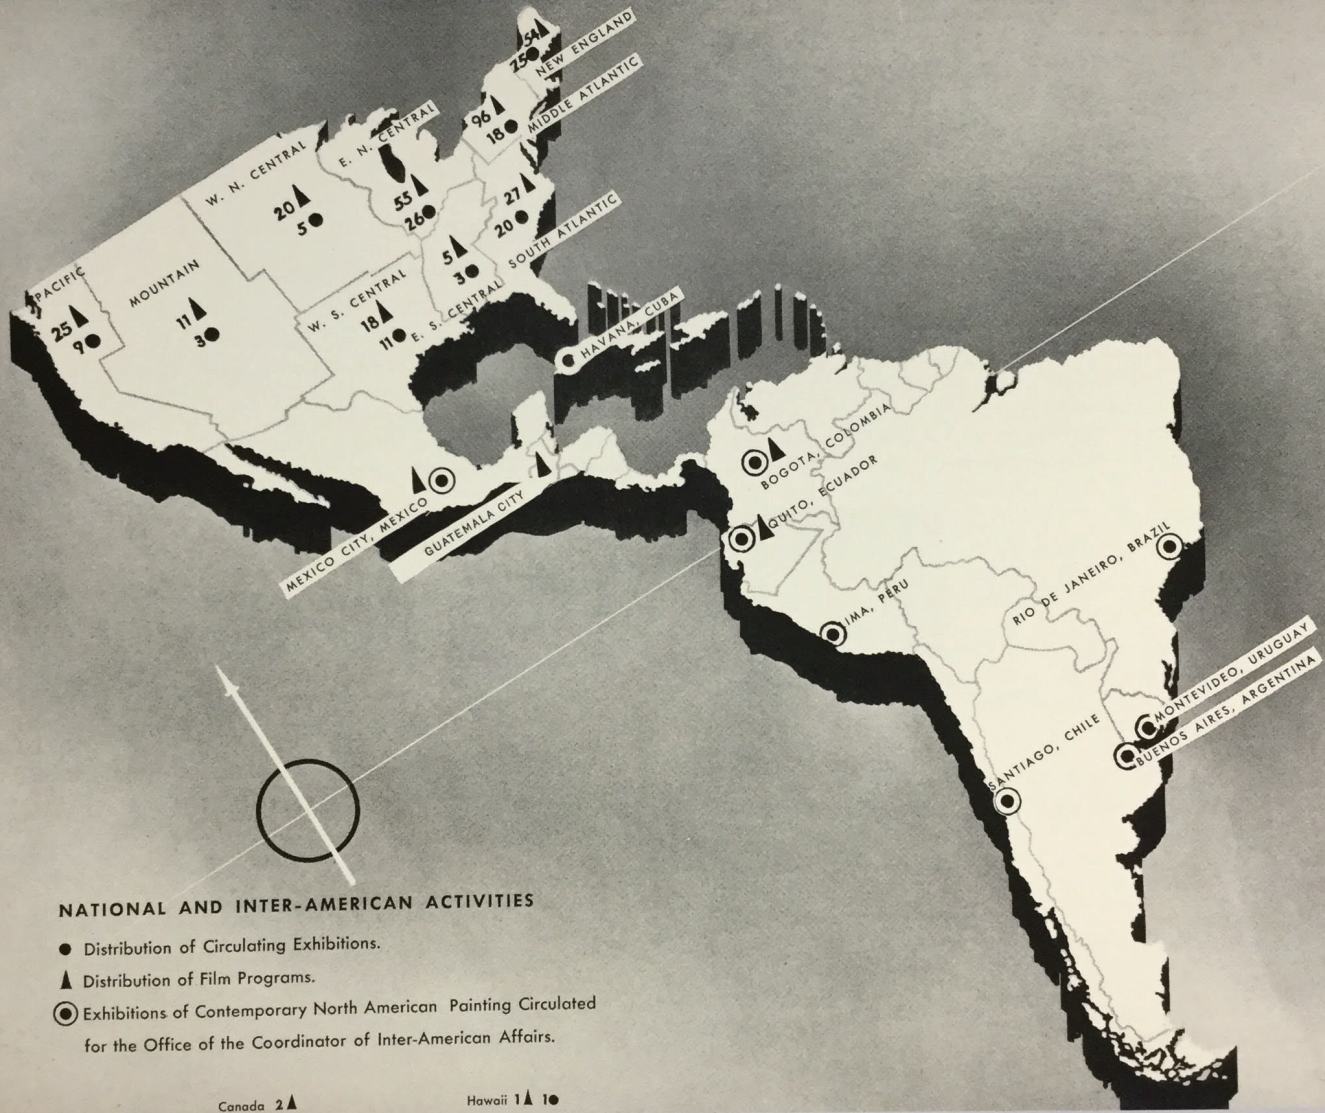 54
25
NEW ENGLAND
96
18
MIDDLE ATLANTIC
E. N. CENTRAL
55
26
W. N. CENTRAL
20
5
27
20
SOUTH ATLANTIC
5
3
E. S. CENTRAL
PACIFIC
25
9
MOUNTAIN
11
3
W. S. CENTRAL
18
11
HAVANA, CUBA
MEXICO CITY, MEXICO
GUATEMALA CITY
BOGOTA, COLOMBIA
QUITO, ECUADOR
LIMA, PERU
RIO DE JANEIRO, BRAZIL
MONTEVIDEO, URUGUAY
BUENOS AIRES, ARGENTINA
SANTIAGO, CHILE
NATIONAL AND INTER-AMERICAN ACTIVITIES
Distribution of Circulating Exhibitions.
Distribution of Film Programs.
Exhibitions of Contemporary North American Painting Circulated
for the Office of the Coordinator of Inter-American Affairs.
Canada 2
Hawaii 1 1